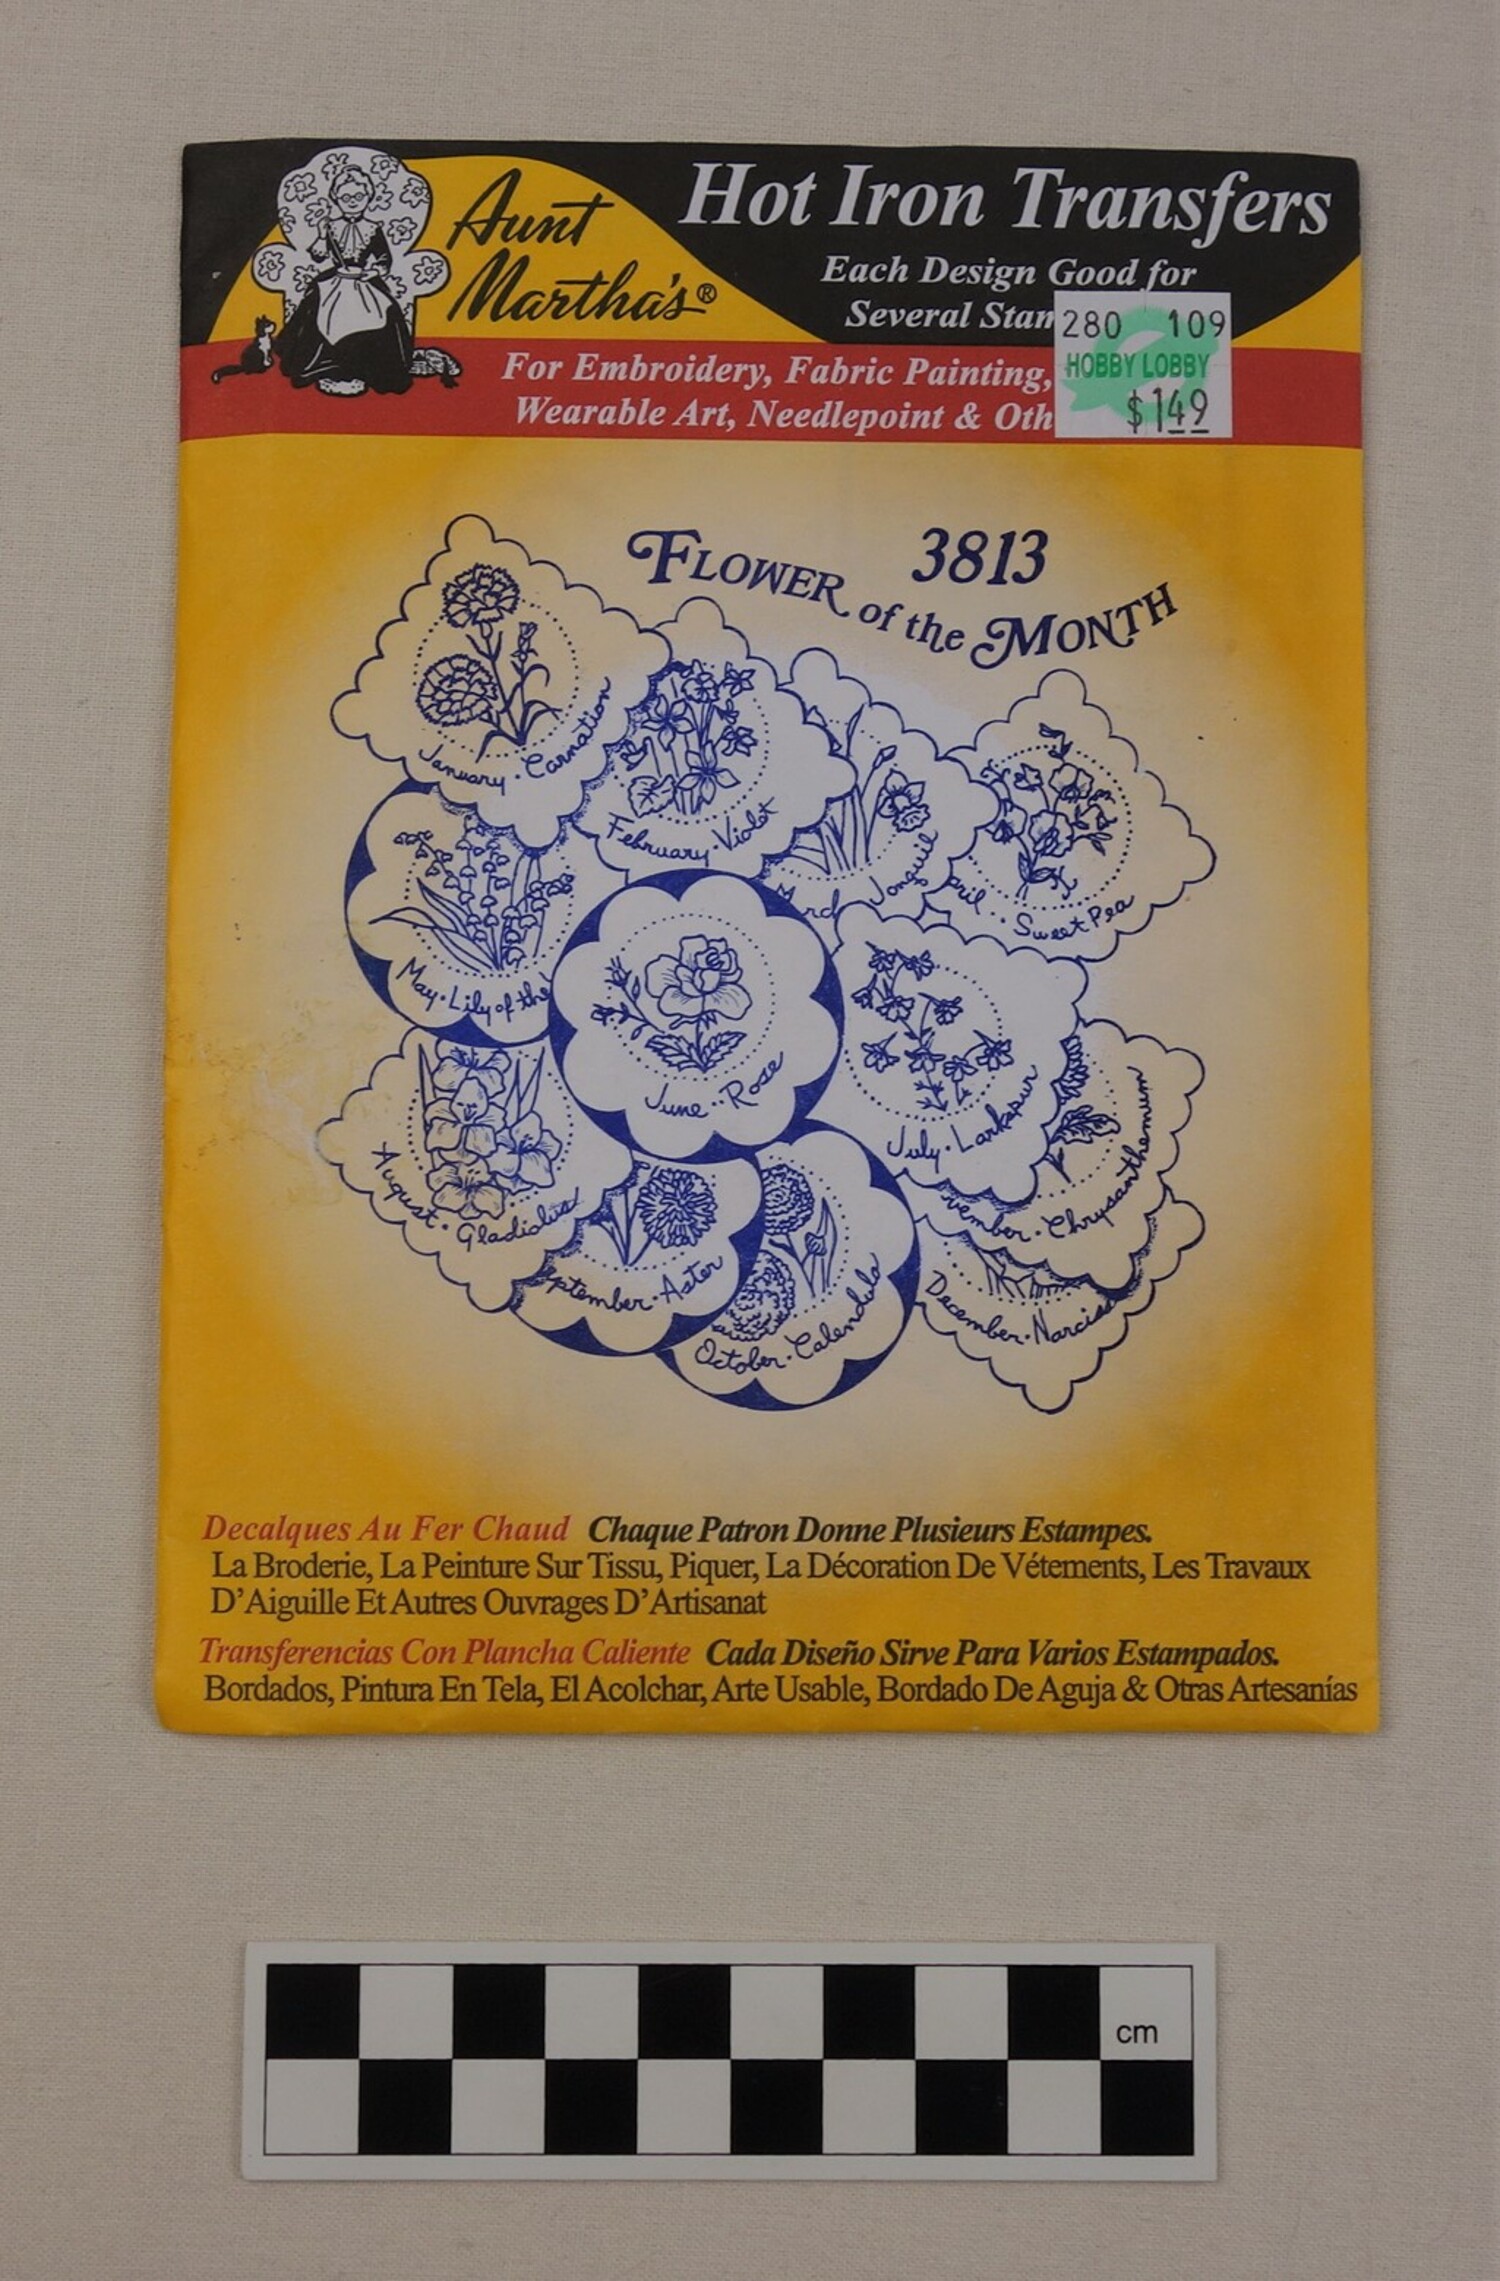 Aunt
Martha's®
Hot Iron Transfers
Each Design Good for
Several Stam
280 109
HOBBY LOBBY
$1.49
For Embroidery, Fabric Painting,
Wearable Art, Needlepoint & Oth
3813
FLOWER of the MONTH
January · Carnation
February · Violet
Jonquil
pril · Sweet Pea
May · Lily of the
June · Rose
July · Larkspur
August · Gladiolus
eptember · Aster
October · Calendula
vember · Chrysanthemum
December · Narciss
Decalques Au Fer Chaud Chaque Patron Donne Plusieurs Estampes.
La Broderie, La Peinture Sur Tissu, Piquer, La Décoration De Vétements, Les Travaux
D'Aiguille Et Autres Ouvrages D'Artisanat
Transferencias Con Plancha Caliente Cada Diseño Sirve Para Varios Estampados.
Bordados, Pintura En Tela, El Acolchar, Arte Usable, Bordado De Aguja & Otras Artesanías
cm